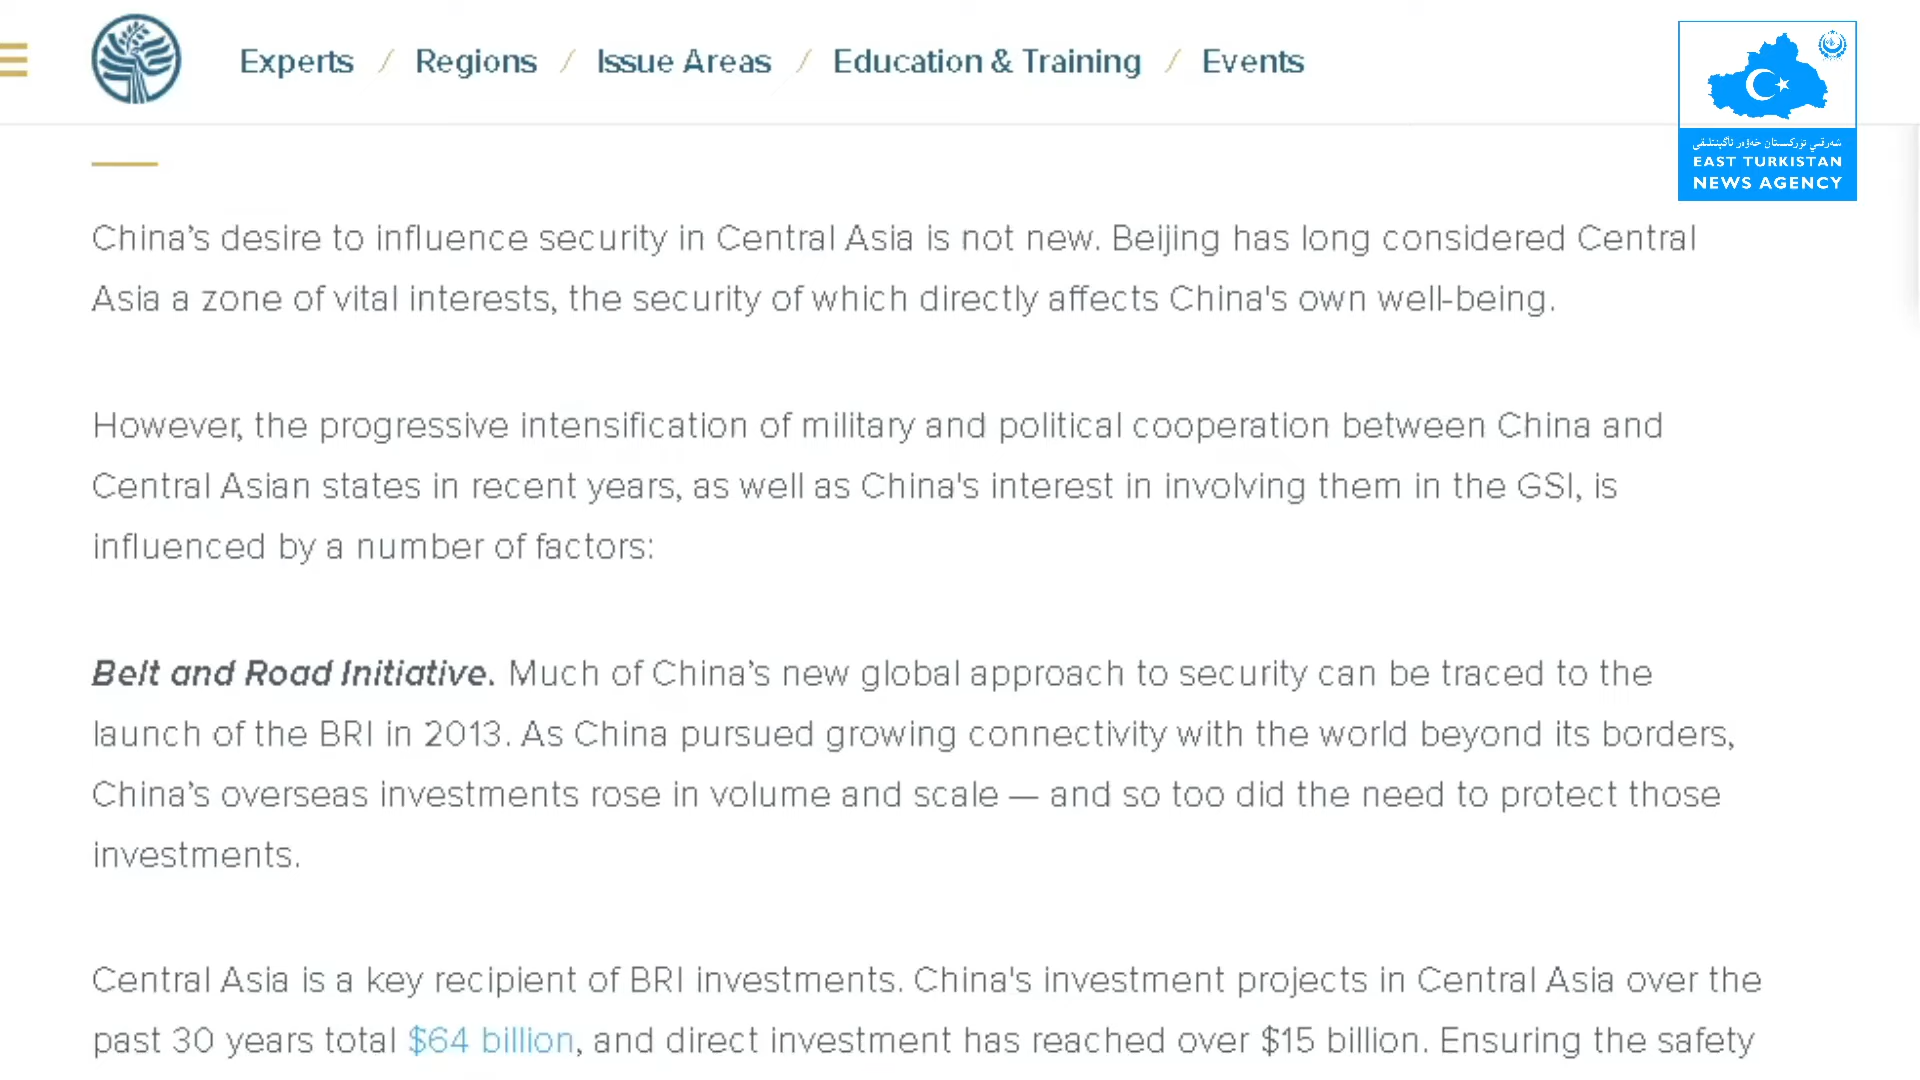 Experts / Regions / Issue Areas / Education & Training / Events
شەرقىي تۈركىستان خەۋەر ئاگېنتلىقى
EAST TURKISTAN
NEWS AGENCY
China’s desire to influence security in Central Asia is not new. Beijing has long considered Central
Asia a zone of vital interests, the security of which directly affects China's own well-being.
However, the progressive intensification of military and political cooperation between China and
Central Asian states in recent years, as well as China's interest in involving them in the GSI, is
influenced by a number of factors:
Belt and Road Initiative. Much of China’s new global approach to security can be traced to the
launch of the BRI in 2013. As China pursued growing connectivity with the world beyond its borders,
China’s overseas investments rose in volume and scale — and so too did the need to protect those
investments.
Central Asia is a key recipient of BRI investments. China's investment projects in Central Asia over the
past 30 years total $64 billion, and direct investment has reached over $15 billion. Ensuring the safety